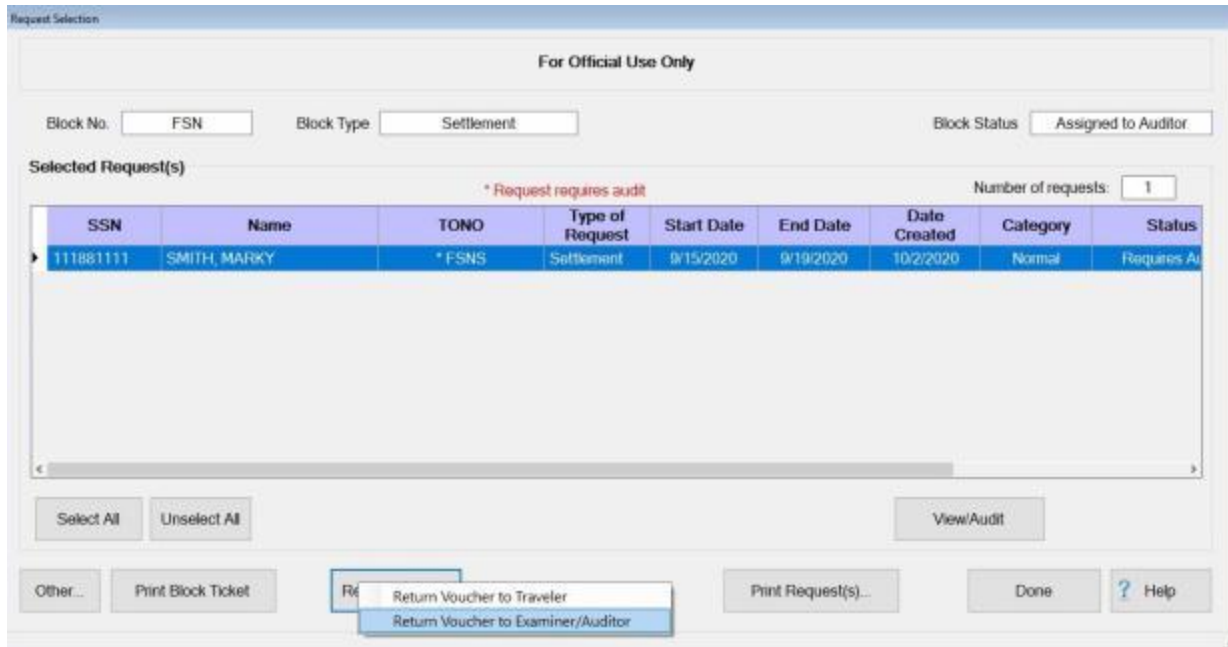 Request Selection
For Official Use Only
Block No. FSN Block Type Settlement Block Status Assigned to Auditor
Selected Request(s)
* Request requires audit Number of requests: 1
SSN Name TONO Type of Request Start Date End Date Date Created Category Status
111881111 SMITH, MARKY * FSNS Settlement 9/15/2020 9/19/2020 10/2/2020 Normal Requires Au
Select All Unselect All View/Audit
Other... Print Block Ticket Re Print Request(s)... Done ? Help
Return Voucher to Traveler
Return Voucher to Examiner/Auditor